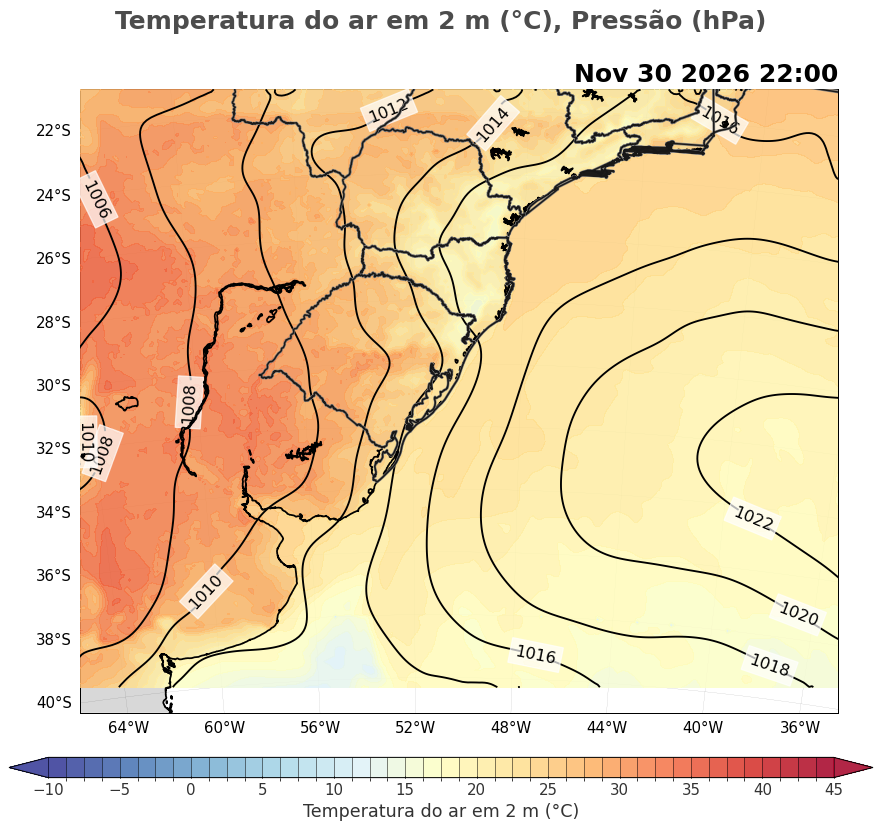 Temperatura do ar em 2 m (°C), Pressão (hPa)
Nov 30 2026 22:00
1012
1014
1016
22°S
24°S
1006
26°S
28°S
30°S
1008
32°S
1010
1008
34°S
1022
36°S
1010
1020
38°S
1016
1018
40°S
64°W 60°W 56°W 52°W 48°W 44°W 40°W 36°W
−10 −5 0 5 10 15 20 25 30 35 40 45
Temperatura do ar em 2 m (°C)